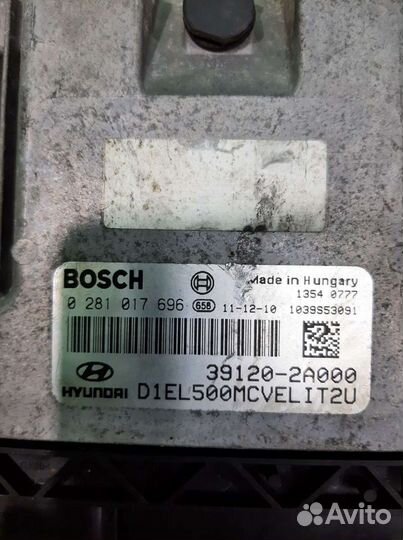 BOSCH Made in Hungary
1354 0777
0 281 017 696 658 11-12-10 1039S53091
39120-2A000
HYUNDAI D1EL500MCVELIT2U
Avito